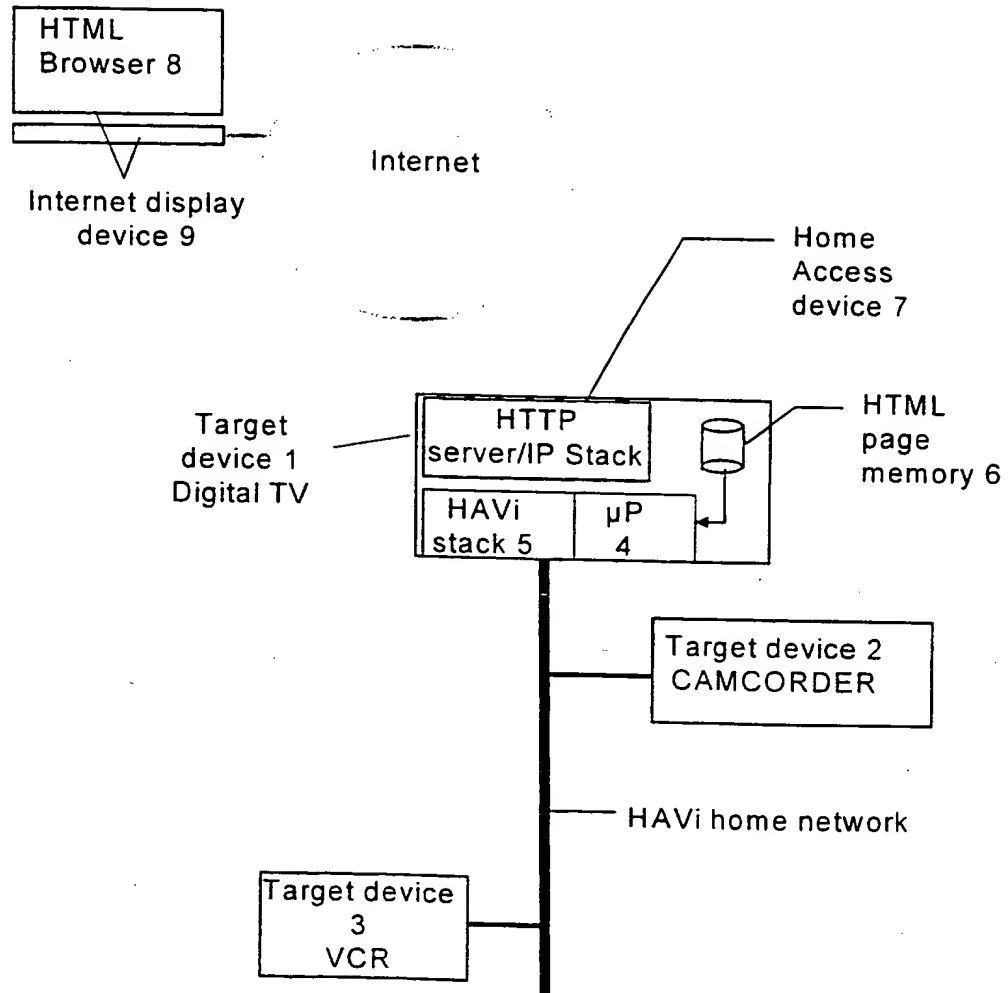 HTML
Browser 8
Internet
Internet display
device 9
Home
Access
device 7
Target
device 1
Digital TV
HTTP
server/IP Stack
HTML
page
memory 6
HAVi
stack 5
µP
4
Target device 2
CAMCORDER
HAVi home network
Target device
3
VCR